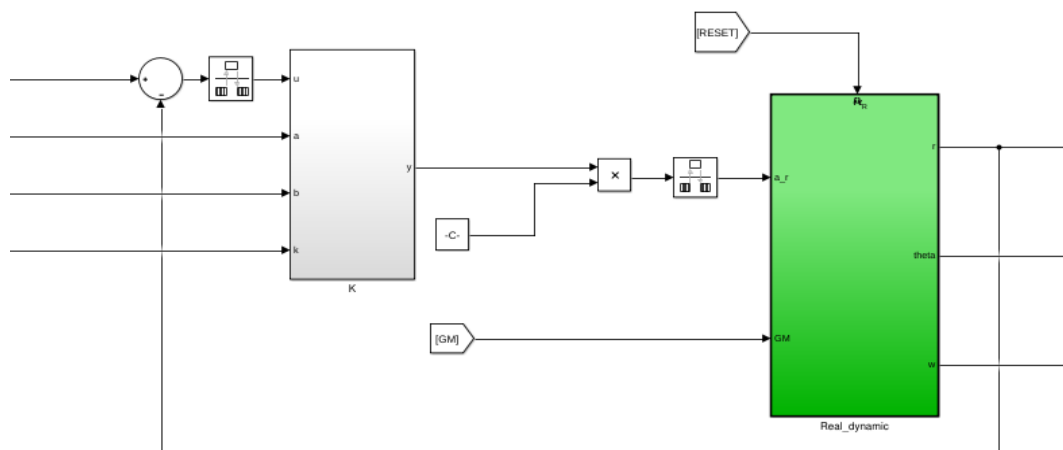 [RESET]
+
-
u
a
b
k
y
K
×
-C-
[GM]
a_r
GM
r
theta
w
Real_dynamic